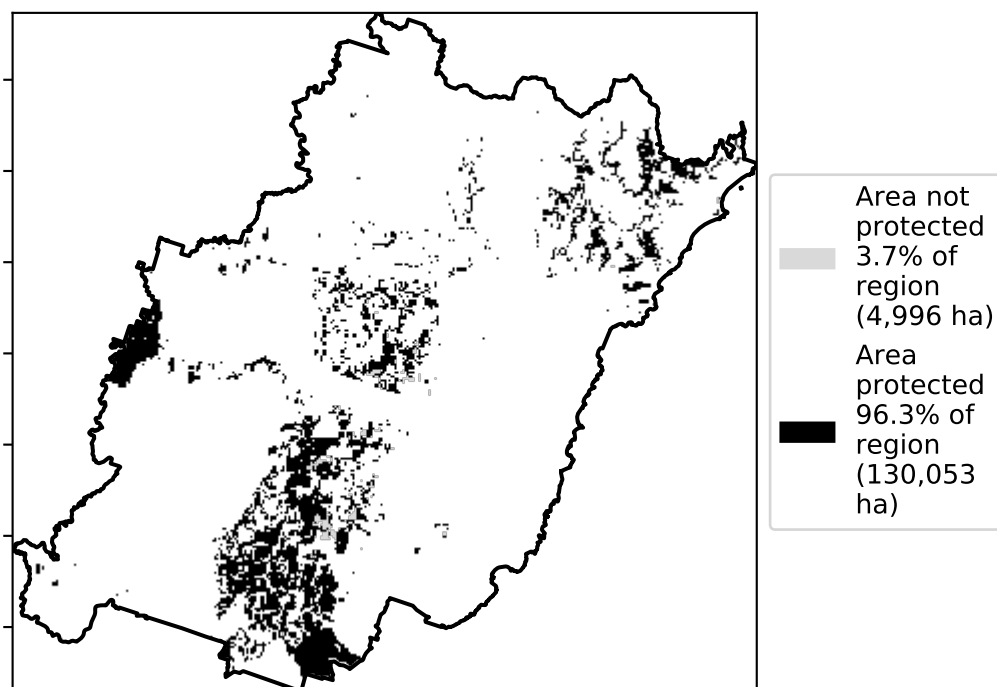 Area not
protected
3.7% of
region
(4,996 ha)
Area
protected
96.3% of
region
(130,053
ha)